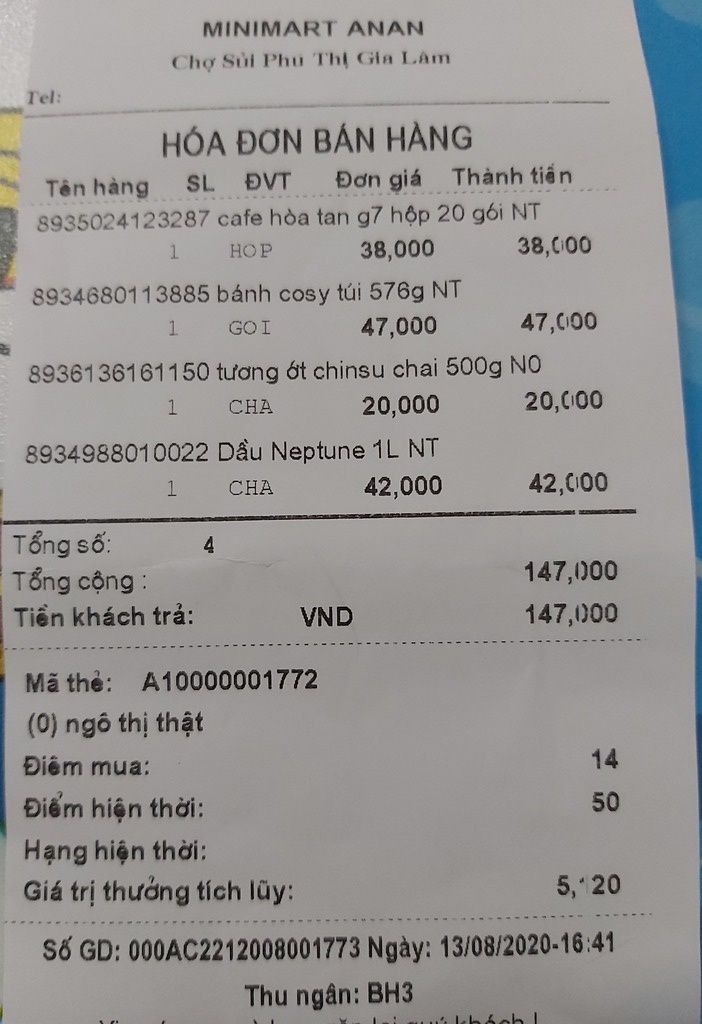 MINIMART ANAN
Chợ Sủi Phú Thị Gia Lâm
Tel:
HÓA ĐƠN BÁN HÀNG
Tên hàng SL ĐVT Đơn giá Thành tiền
8935024123287 cafe hòa tan g7 hộp 20 gói NT
1 HOP 38,000 38,000
8934680113885 bánh cosy túi 576g NT
1 GOI 47,000 47,000
8936136161150 tương ớt chinsu chai 500g N0
1 CHA 20,000 20,000
8934988010022 Dầu Neptune 1L NT
1 CHA 42,000 42,000
Tổng số: 4
Tổng cộng : 147,000
Tiền khách trả: VND 147,000
Mã thẻ: A10000001772
(0) ngô thị thật
Điểm mua: 14
Điểm hiện thời: 50
Hạng hiện thời:
Giá trị thưởng tích lũy:
Số GD: 000AC2212008001773 Ngày: 13/08/2020-16:41
Thu ngân: BH3
lại quý khách !